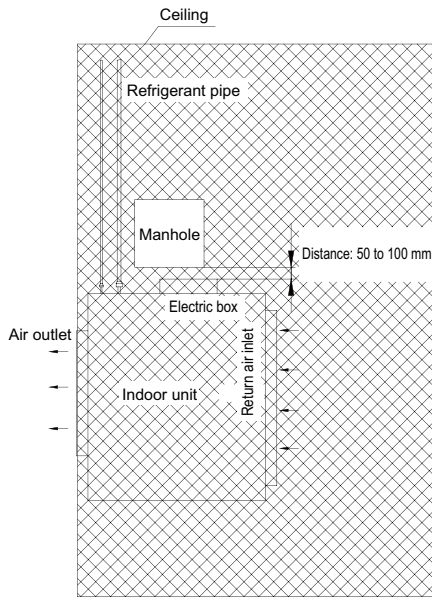 Ceiling
Refrigerant pipe
Manhole
Distance: 50 to 100 mm
Electric box
Air outlet
Return air inlet
Indoor unit